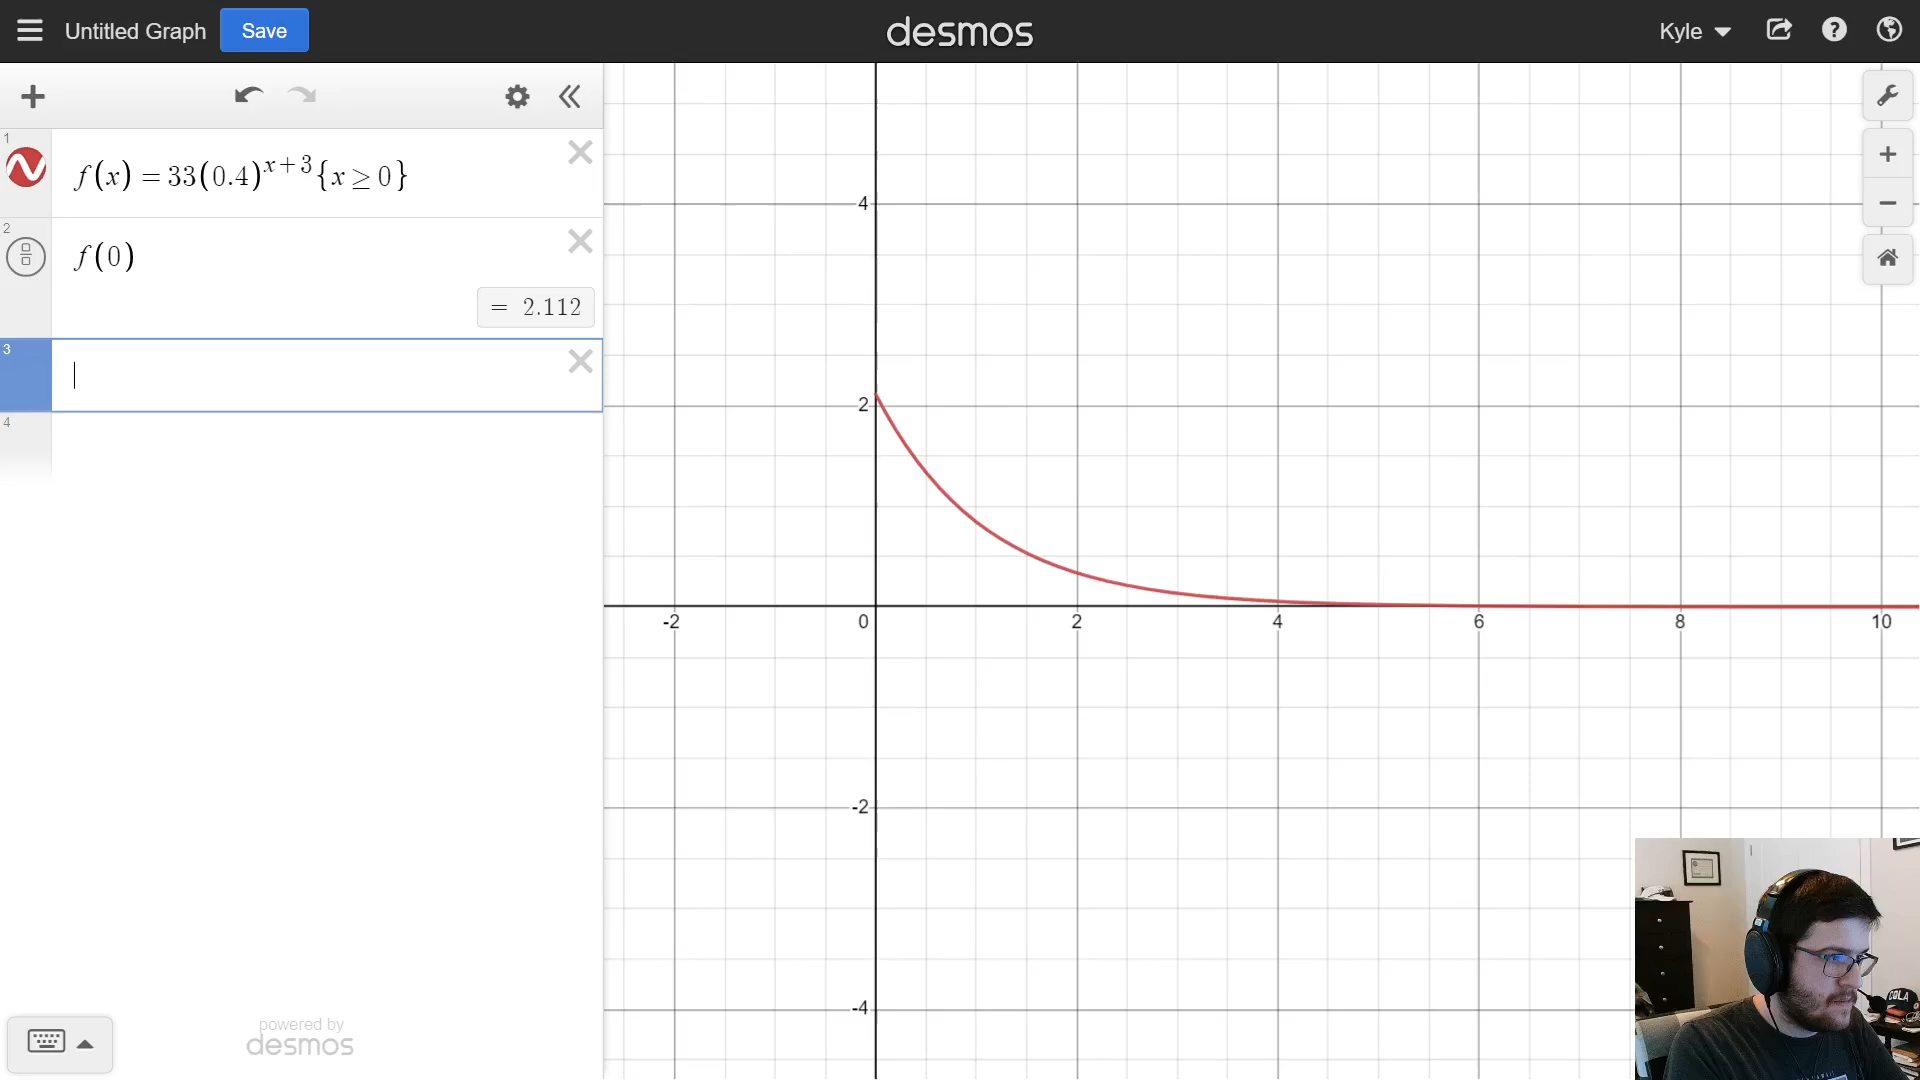 Untitled Graph Save desmos Kyle ?
1
f(x) = 33(0.4)^{x+3}{x ≥ 0}
2
f(0)
= 2.112
3
4
4
2
-2 0 2 4 6 8 10
-2
-4
powered by
desmos
COLA